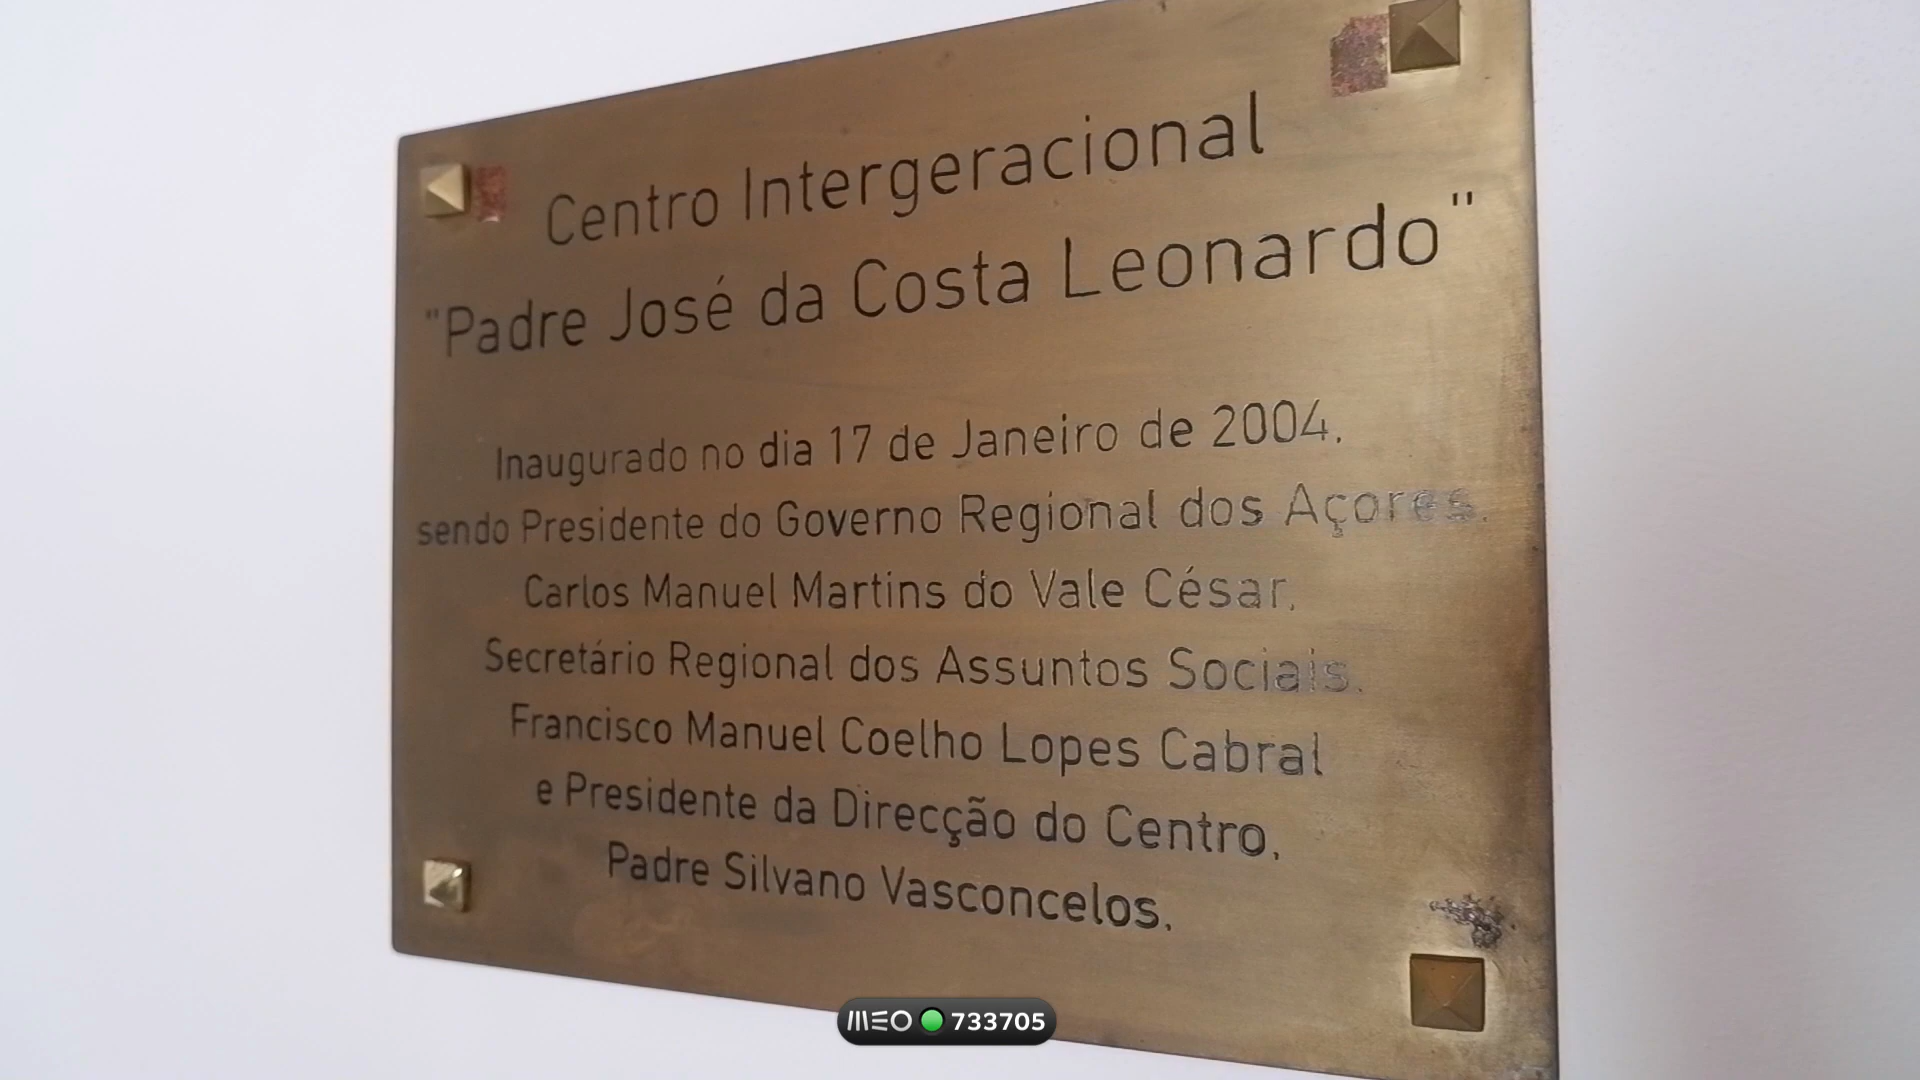 Centro Intergeracional
"Padre José da Costa Leonardo"
Inaugurado no dia 17 de Janeiro de 2004,
sendo Presidente do Governo Regional dos Açores,
Carlos Manuel Martins do Vale César,
Secretário Regional dos Assuntos Sociais,
Francisco Manuel Coelho Lopes Cabral
e Presidente da Direcção do Centro,
Padre Silvano Vasconcelos.
MEO 733705